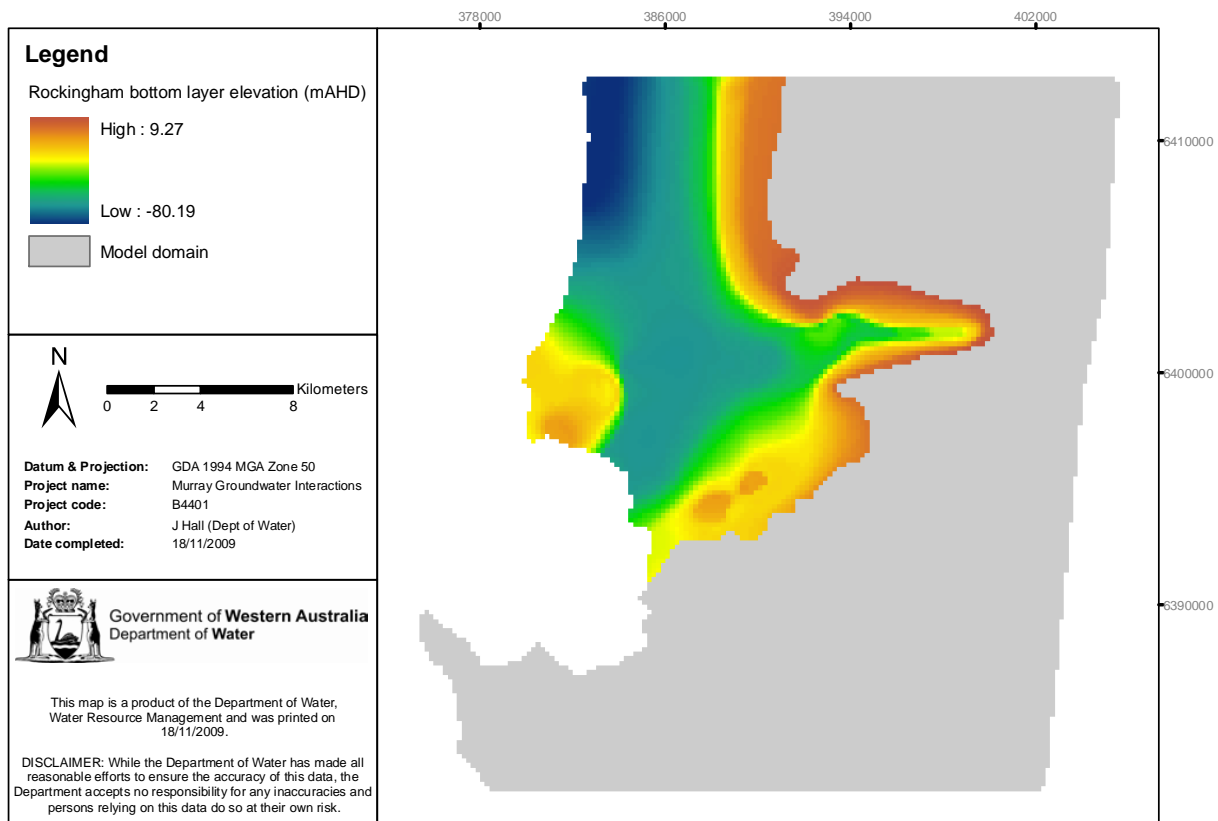 378000 386000 394000 402000
Legend
Rockingham bottom layer elevation (mAHD)
High : 9.27
Low : -80.19
Model domain
6410000
6400000
6390000
N
Kilometers
0 2 4 8
Datum & Projection: GDA 1994 MGA Zone 50
Project name: Murray Groundwater Interactions
Project code: B4401
Author: J Hall (Dept of Water)
Date completed: 18/11/2009
Government of Western Australia
Department of Water
This map is a product of the Department of Water,
Water Resource Management and was printed on
18/11/2009.
DISCLAIMER: While the Department of Water has made all
reasonable efforts to ensure the accuracy of this data, the
Department accepts no responsibility for any inaccuracies and
persons relying on this data do so at their own risk.